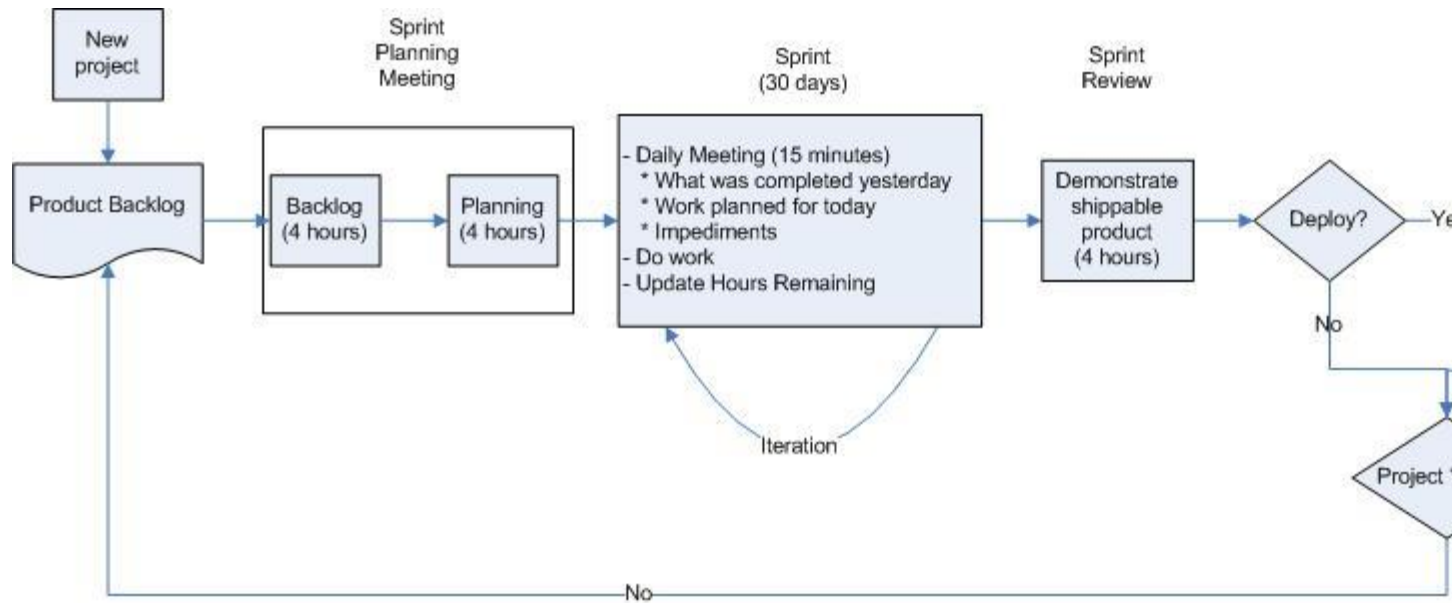 New
project
Sprint
Planning
Meeting
Sprint
(30 days)
Sprint
Review
Product Backlog
Backlog
(4 hours)
Planning
(4 hours)
- Daily Meeting (15 minutes)
* What was completed yesterday
* Work planned for today
* Impediments
- Do work
- Update Hours Remaining
Demonstrate
shippable
product
(4 hours)
Deploy?
Ye
No
Iteration
Project
No